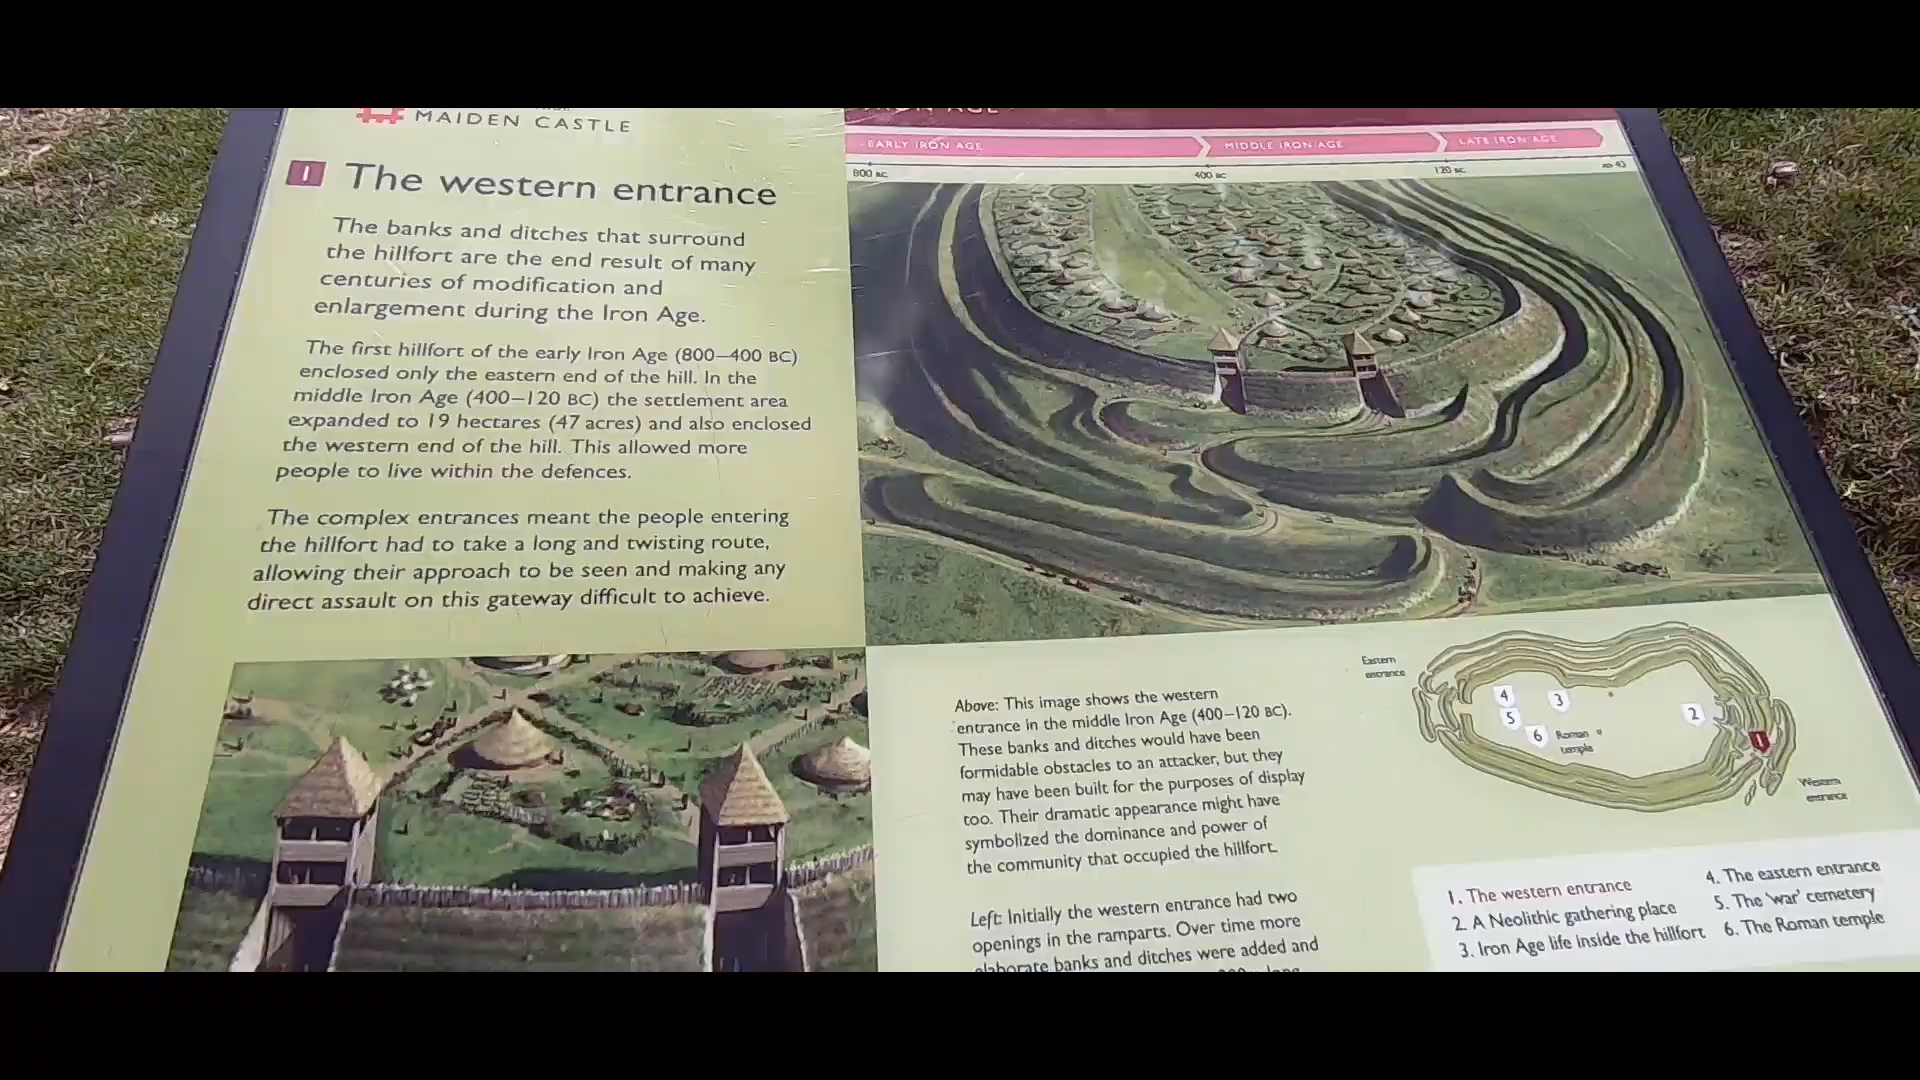 MAIDEN CASTLE
1 The western entrance
The banks and ditches that surround
the hillfort are the end result of many
centuries of modification and
enlargement during the Iron Age.
The first hillfort of the early Iron Age (800–400 BC)
enclosed only the eastern end of the hill. In the
middle Iron Age (400–120 BC) the settlement area
expanded to 19 hectares (47 acres) and also enclosed
the western end of the hill. This allowed more
people to live within the defences.
The complex entrances meant the people entering
the hillfort had to take a long and twisting route,
allowing their approach to be seen and making any
direct assault on this gateway difficult to achieve.
IRON AGE
EARLY IRON AGE MIDDLE IRON AGE LATE IRON AGE
800 BC 400 BC 120 BC AD 43
Above: This image shows the western
entrance in the middle Iron Age (400–120 BC).
These banks and ditches would have been
formidable obstacles to an attacker, but they
may have been built for the purposes of display
too. Their dramatic appearance might have
symbolized the dominance and power of
the community that occupied the hillfort.
Left: Initially the western entrance had two
openings in the ramparts. Over time more
elaborate banks and ditches were added and
Eastern
entrance
4
3
5
2
6
Roman
temple
1
Western
entrance
1. The western entrance
2. A Neolithic gathering place
3. Iron Age life inside the hillfort
4. The eastern entrance
5. The 'war' cemetery
6. The Roman temple